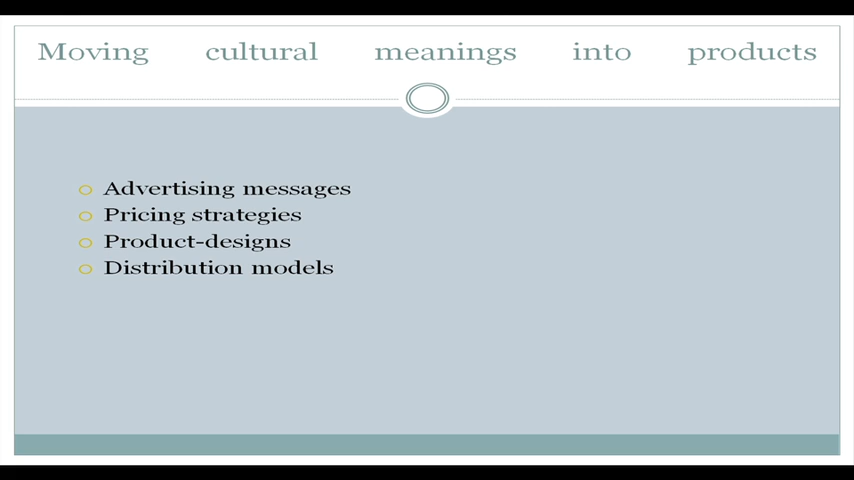 Moving cultural meanings into products
Advertising messages
Pricing strategies
Product-designs
Distribution models